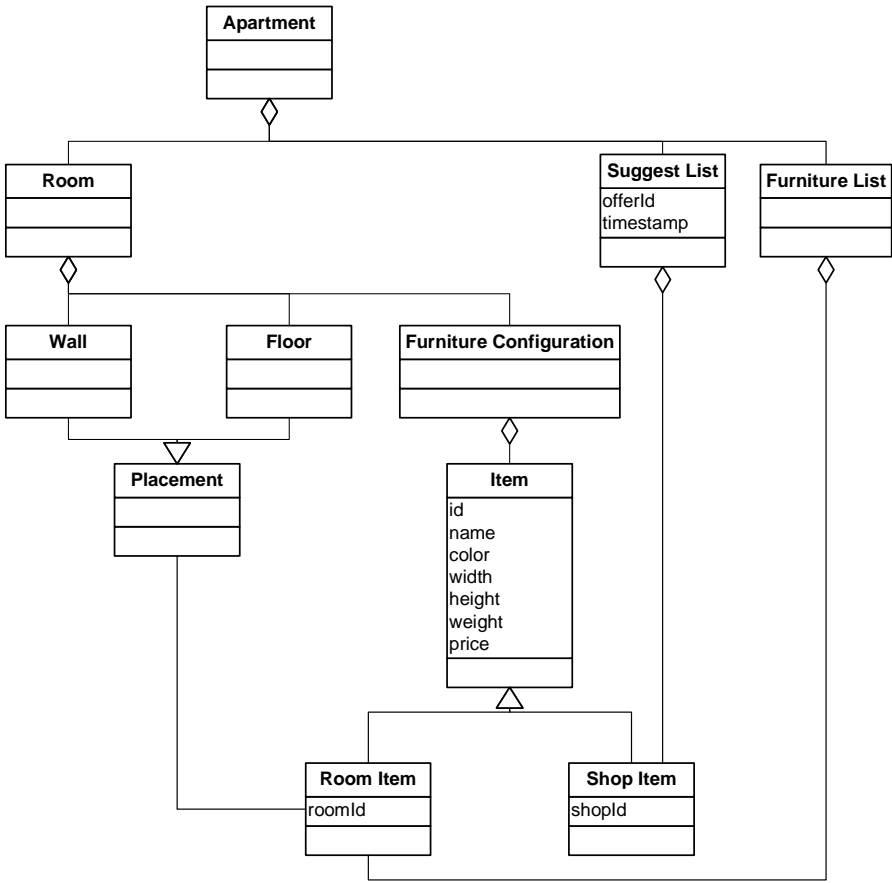 Apartment
Room
Suggest List
offerId
timestamp
Furniture List
Wall
Floor
Furniture Configuration
Placement
Item
id
name
color
width
height
weight
price
Room Item
roomId
Shop Item
shopId